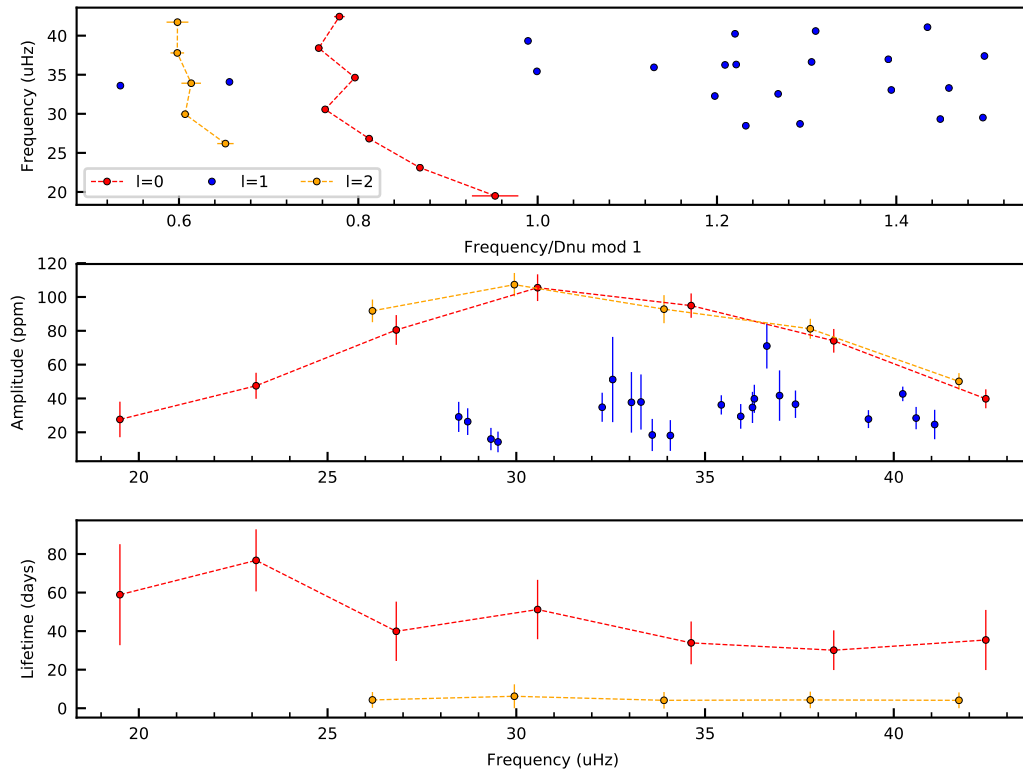 Frequency (uHz)
40
35
30
25
20
l=0 l=1 l=2
0.6 0.8 1.0 1.2 1.4
Frequency/Dnu mod 1
Amplitude (ppm)
120
100
80
60
40
20
20 25 30 35 40
Lifetime (days)
80
60
40
20
0
20 25 30 35 40
Frequency (uHz)